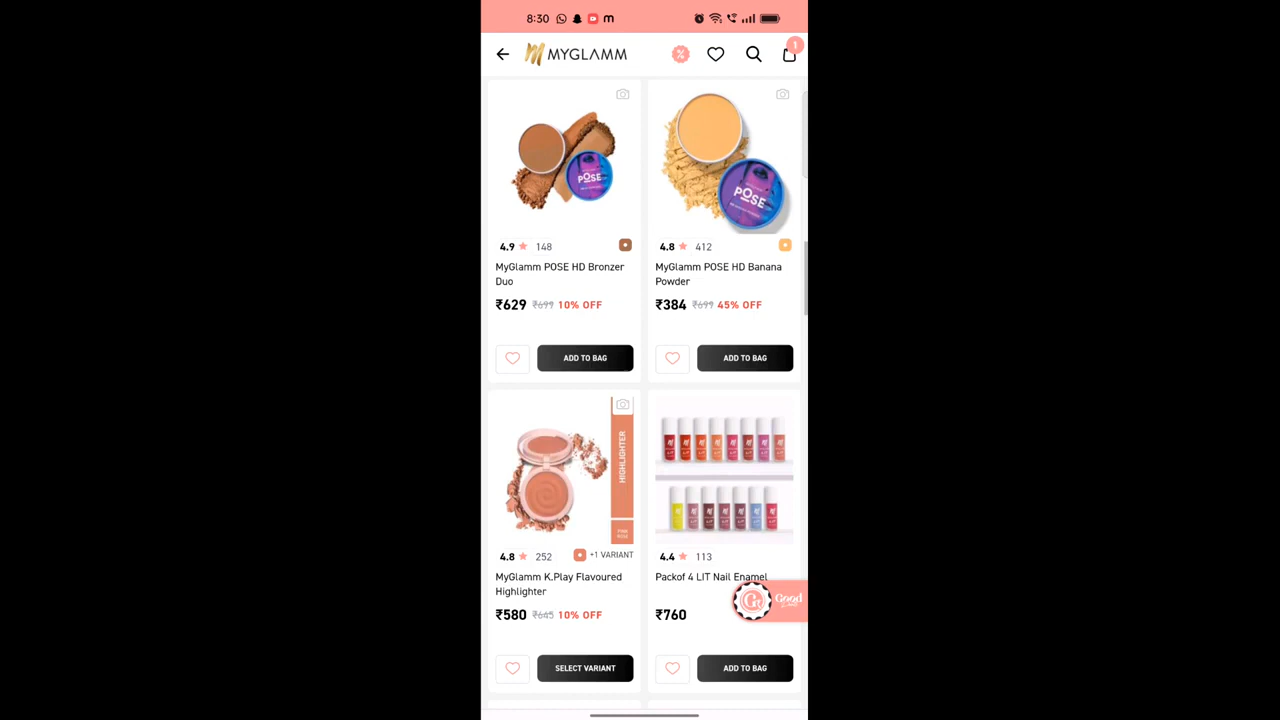 8:30
MYGLAMM
1
POSE
POSE
4.9 148
4.8 412
MyGlamm POSE HD Bronzer
Duo
MyGlamm POSE HD Banana
Powder
₹629 ₹699 10% OFF
₹384 ₹699 45% OFF
ADD TO BAG
ADD TO BAG
HIGHLIGHTER
4.8 252 +1 VARIANT
4.4 113
MyGlamm K.Play Flavoured
Highlighter
Packof 4 LIT Nail Enamel
₹580 ₹645 10% OFF
₹760
Good
SELECT VARIANT
ADD TO BAG